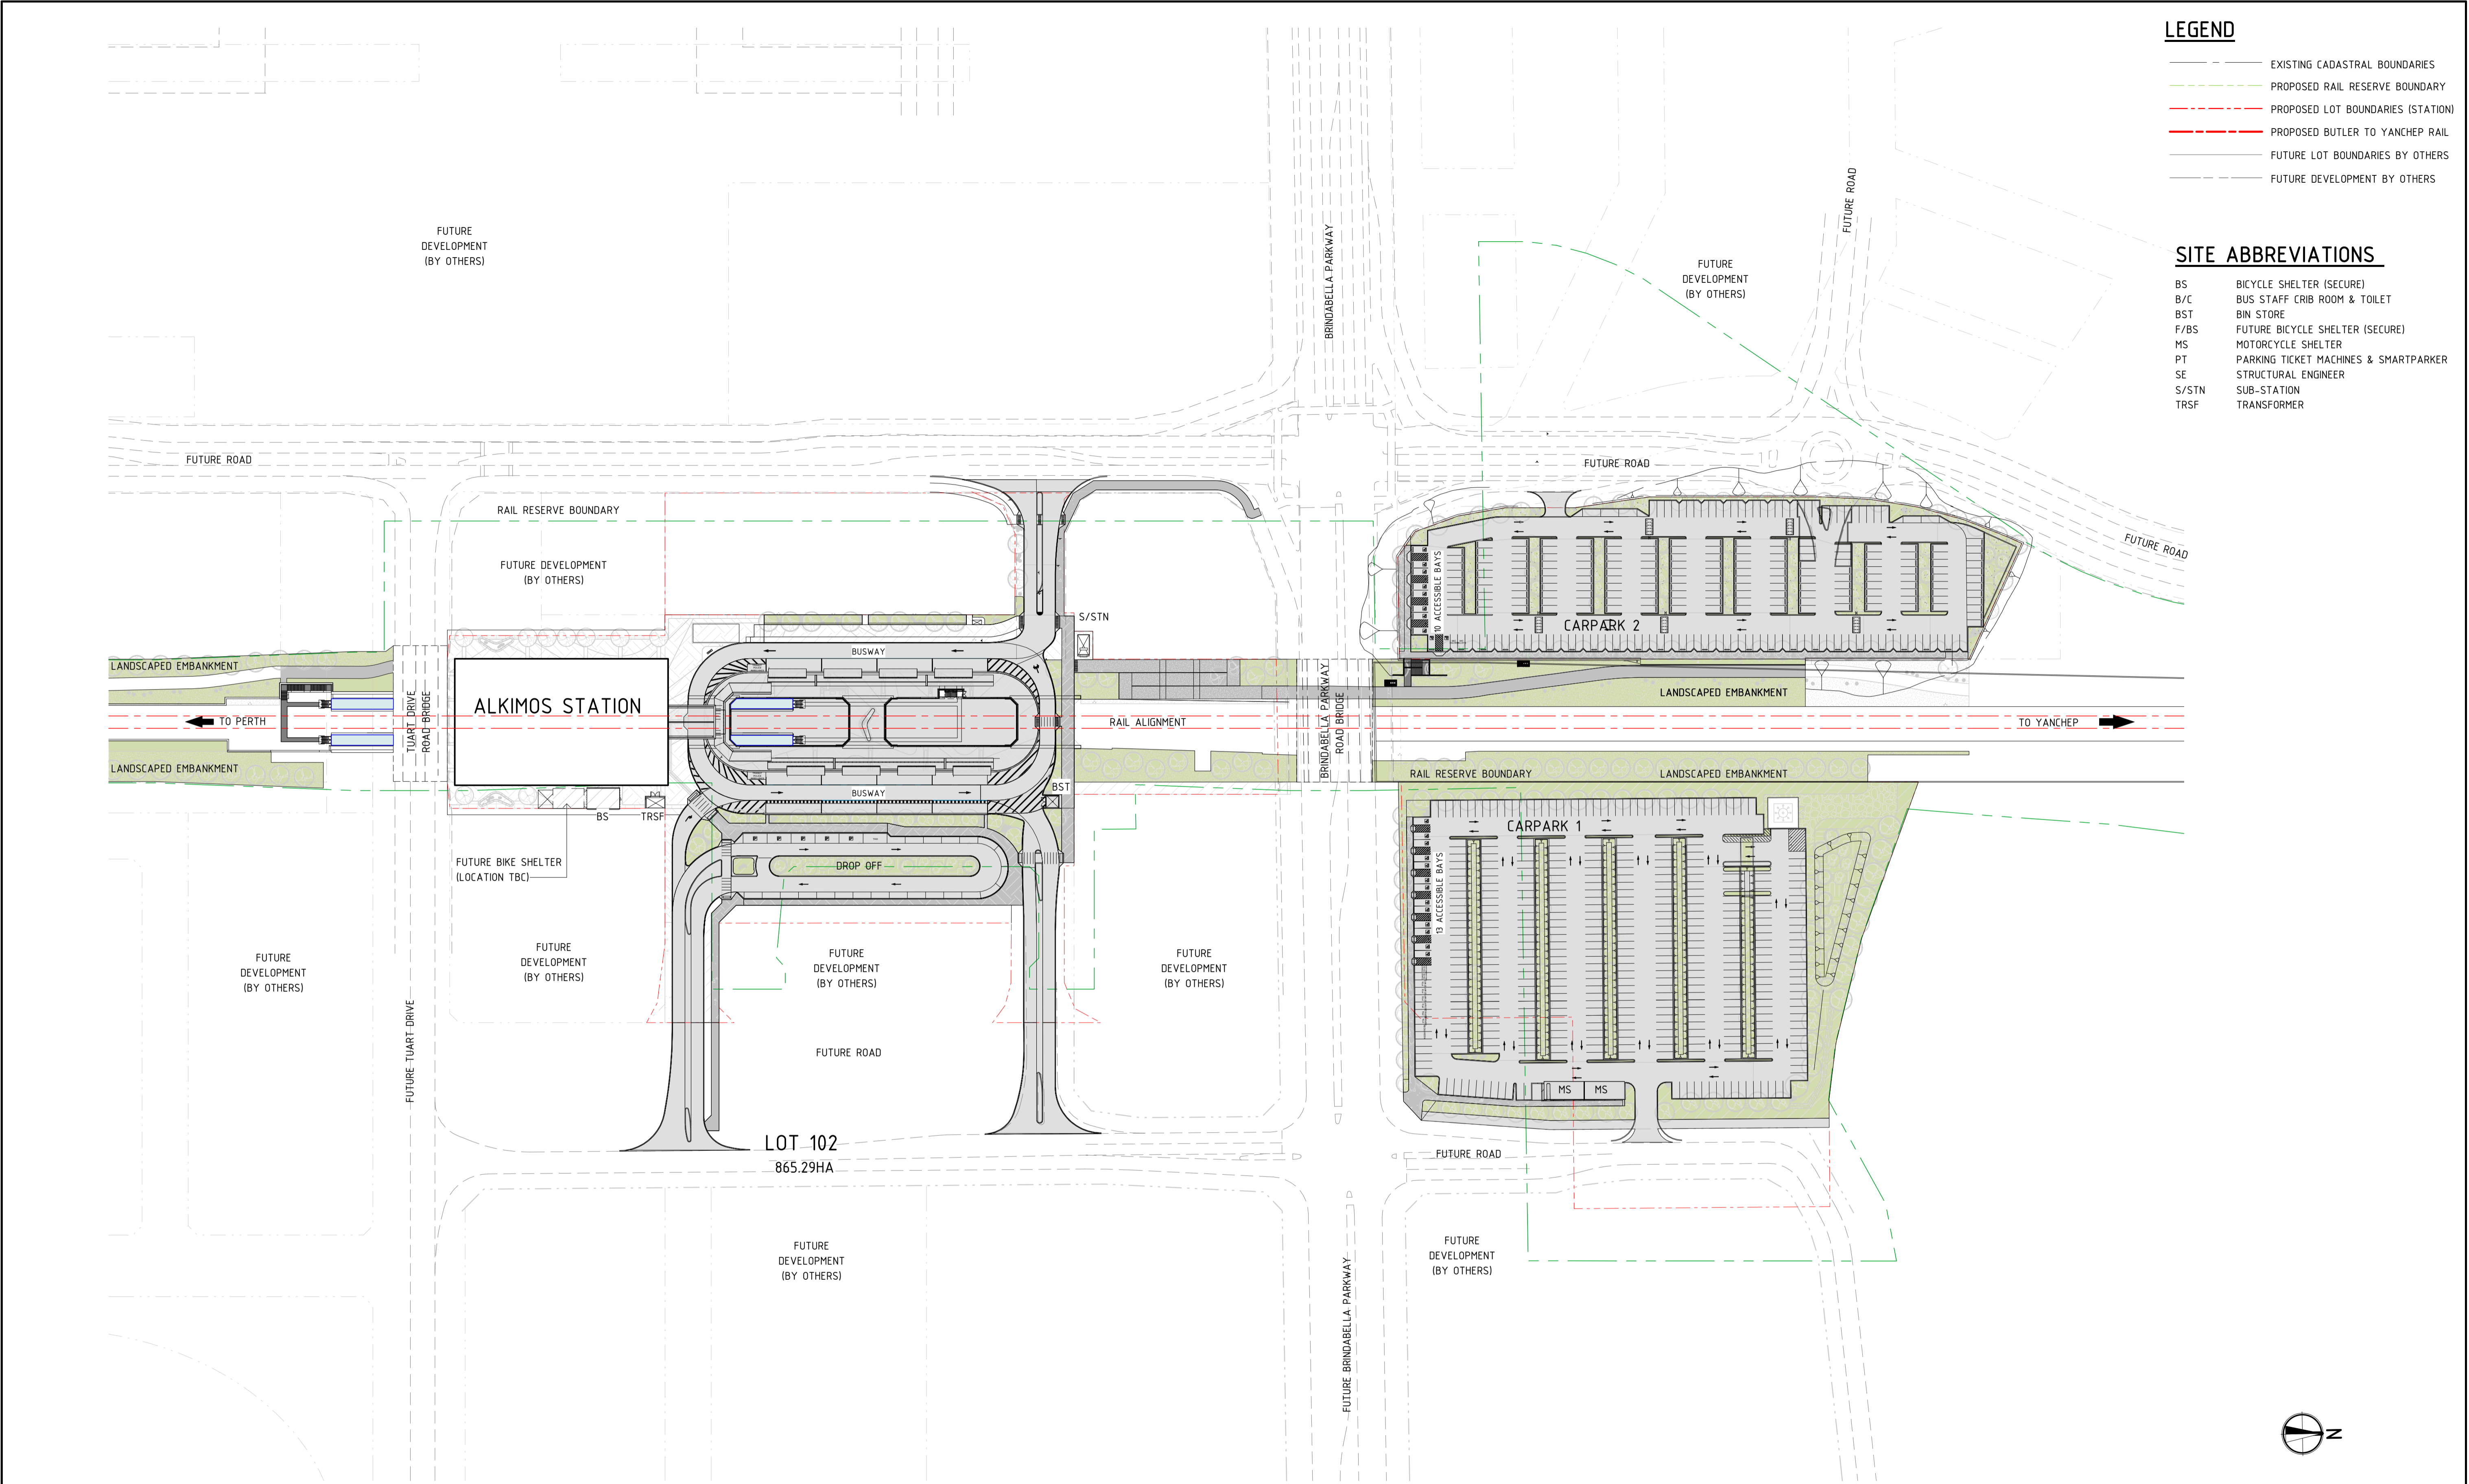 LEGEND
EXISTING CADASTRAL BOUNDARIES
PROPOSED RAIL RESERVE BOUNDARY
PROPOSED LOT BOUNDARIES (STATION)
PROPOSED BUTLER TO YANCHEP RAIL
FUTURE LOT BOUNDARIES BY OTHERS
FUTURE DEVELOPMENT BY OTHERS
SITE ABBREVIATIONS
BS BICYCLE SHELTER (SECURE)
B/C BUS STAFF CRIB ROOM & TOILET
BST BIN STORE
F/BS FUTURE BICYCLE SHELTER (SECURE)
MS MOTORCYCLE SHELTER
PT PARKING TICKET MACHINES & SMARTPARKER
SE STRUCTURAL ENGINEER
S/STN SUB-STATION
TRSF TRANSFORMER
FUTURE
DEVELOPMENT
(BY OTHERS)
BRINDABELLA PARKWAY
FUTURE
DEVELOPMENT
(BY OTHERS)
FUTURE ROAD
FUTURE ROAD
FUTURE ROAD
FUTURE ROAD
RAIL RESERVE BOUNDARY
FUTURE DEVELOPMENT
(BY OTHERS)
S/STN
10 ACCESSIBLE BAYS
CARPARK 2
LANDSCAPED EMBANKMENT
BUSWAY
TO PERTH
TUART DRIVE
ROAD BRIDGE
ALKIMOS STATION
RAIL ALIGNMENT
BRINDABELLA PARKWAY
ROAD BRIDGE
LANDSCAPED EMBANKMENT
TO YANCHEP
LANDSCAPED EMBANKMENT
RAIL RESERVE BOUNDARY
LANDSCAPED EMBANKMENT
BUSWAY
BST
BS
TRSF
FUTURE BIKE SHELTER
(LOCATION TBC)
DROP OFF
CARPARK 1
13 ACCESSIBLE BAYS
FUTURE
DEVELOPMENT
(BY OTHERS)
FUTURE
DEVELOPMENT
(BY OTHERS)
FUTURE
DEVELOPMENT
(BY OTHERS)
FUTURE
DEVELOPMENT
(BY OTHERS)
FUTURE TUART DRIVE
FUTURE ROAD
MS
MS
LOT 102
865.29HA
FUTURE ROAD
FUTURE
DEVELOPMENT
(BY OTHERS)
FUTURE BRINDABELLA PARKWAY
FUTURE
DEVELOPMENT
(BY OTHERS)
N